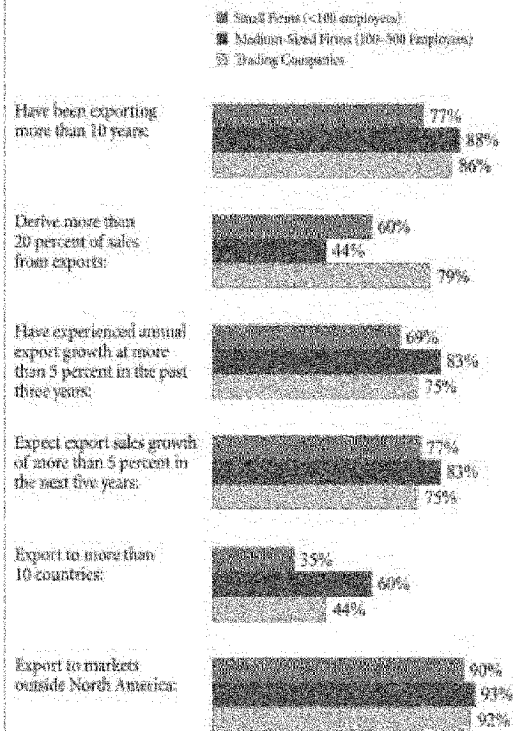 Small Firms (<100 employees)
Medium-Sized Firms (100-500 Employees)
Trading Companies
Have been exporting
more than 10 years:
77%
88%
86%
Derive more than
20 percent of sales
from exports:
60%
44%
79%
Have experienced annual
export growth at more
than 5 percent in the past
three years:
69%
83%
75%
Expect export sales growth
of more than 5 percent in
the next five years:
77%
83%
75%
Export to more than
10 countries:
35%
60%
44%
Export to markets
outside North America:
90%
93%
92%